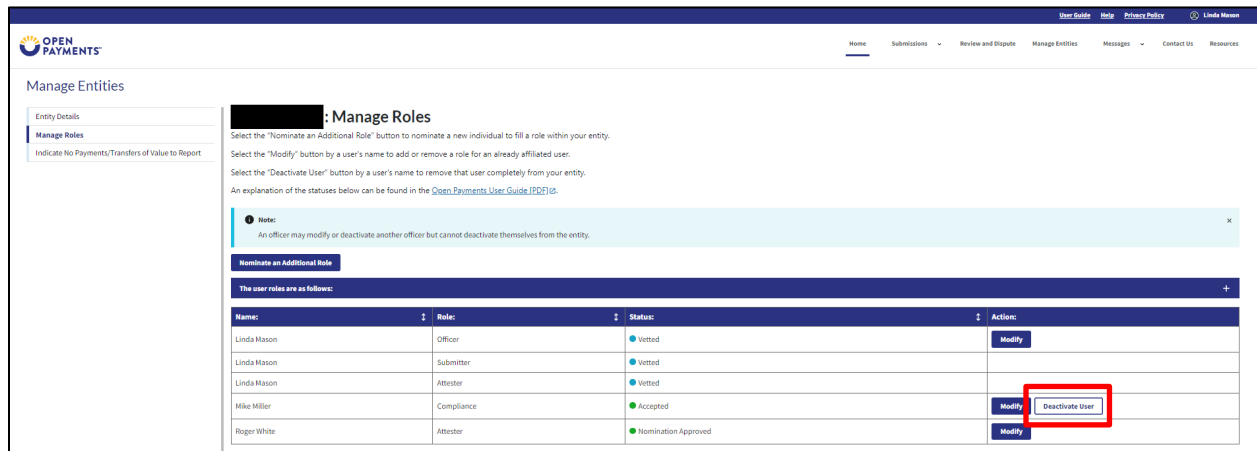 User Guide Help Privacy Policy Linda Mason
OPEN PAYMENTS™
Home Submissions Review and Dispute Manage Entities Messages Contact Us Resources
Manage Entities
Entity Details
Manage Roles
Indicate No Payments/Transfers of Value to Report
: Manage Roles
Select the "Nominate an Additional Role" button to nominate a new individual to fill a role within your entity.
Select the "Modify" button by a user's name to add or remove a role for an already affiliated user.
Select the "Deactivate User" button by a user's name to remove that user completely from your entity.
An explanation of the statuses below can be found in the Open Payments User Guide [PDF].
Note:
An officer may modify or deactivate another officer but cannot deactivate themselves from the entity.
Nominate an Additional Role
The user roles are as follows: +
Name: Role: Status: Action:
Linda Mason Officer Vetted Modify
Linda Mason Submitter Vetted
Linda Mason Attester Vetted
Mike Miller Compliance Accepted Modify Deactivate User
Roger White Attester Nomination Approved Modify